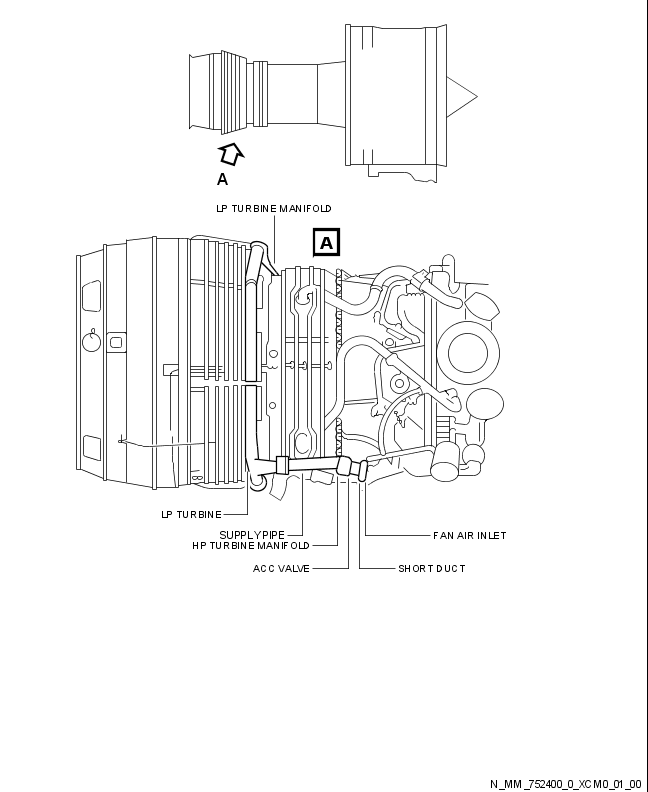 A
LP TURBINE MANIFOLD
A
LP TURBINE
SUPPLY PIPE
FAN AIR INLET
HP TURBINE MANIFOLD
ACC VALVE
SHORT DUCT
N_MM_752400_0_XCM0_01_00